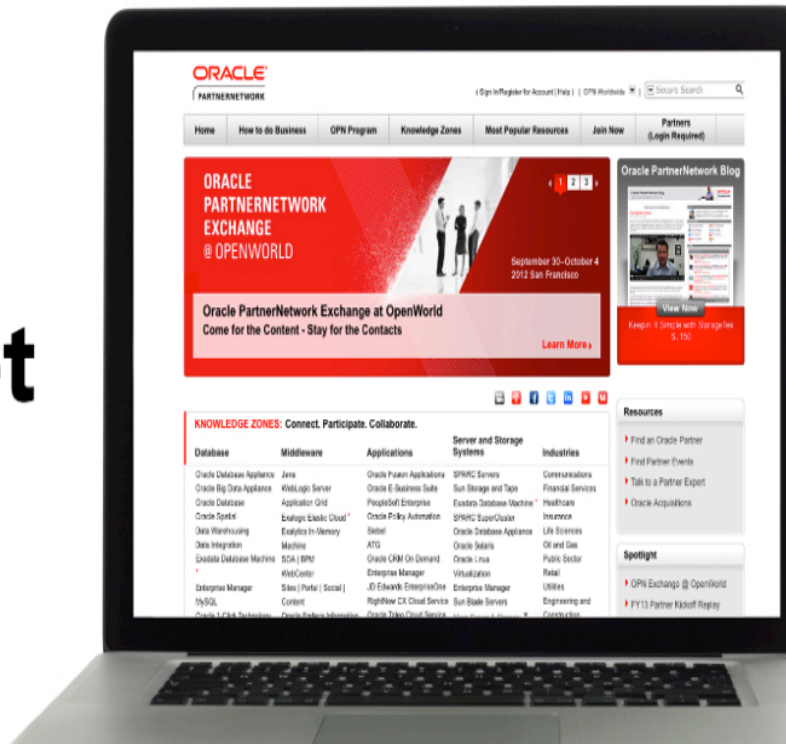 ORACLE
PARTNERNETWORK
( Sign In/Register for Account | Help ) | OPN Worldwide | Secure Search
Home How to do Business OPN Program Knowledge Zones Most Popular Resources Join Now Partners (Login Required)
ORACLE
PARTNERNETWORK
EXCHANGE
@ OPENWORLD
1 2 3
September 30–October 4
2012 San Francisco
Oracle PartnerNetwork Exchange at OpenWorld
Come for the Content - Stay for the Contacts
Learn More
Oracle PartnerNetwork Blog
View Now
Keepin It Simple with StorageTek
SL150
KNOWLEDGE ZONES: Connect. Participate. Collaborate.
Database
Oracle Database Appliance
Oracle Big Data Appliance
Oracle Database
Oracle Spatial
Data Warehousing
Data Integration
Exadata Database Machine
*
Enterprise Manager
MySQL
Oracle 1-Click Technology
Middleware
Java
WebLogic Server
Application Grid
Exalogic Elastic Cloud *
Exalytics In-Memory
Machine
SOA | BPM
WebCenter
Sites | Portal | Social |
Content
Applications
Oracle Fusion Applications
Oracle E-Business Suite
PeopleSoft Enterprise
Oracle Policy Automation
Siebel
ATG
Oracle CRM On Demand
Enterprise Manager
JD Edwards EnterpriseOne
RightNow CX Cloud Service
Oracle Taleo Cloud Service
Server and Storage
Systems
SPARC Servers
Sun Storage and Tape
Exadata Database Machine *
SPARC SuperCluster
Oracle Database Appliance
Oracle Solaris
Oracle Linux
Virtualization
Enterprise Manager
Sun Blade Servers
Industries
Communications
Financial Services
Healthcare
Insurance
Life Sciences
Oil and Gas
Public Sector
Retail
Utilities
Engineering and
Construction
Resources
Find an Oracle Partner
Find Partner Events
Talk to a Partner Expert
Oracle Acquisitions
Spotlight
OPN Exchange @ OpenWorld
FY13 Partner Kickoff Replay